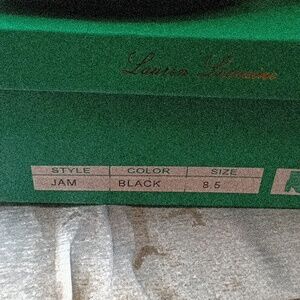 Lauren Lorraine
STYLE COLOR SIZE
JAM BLACK 8.5